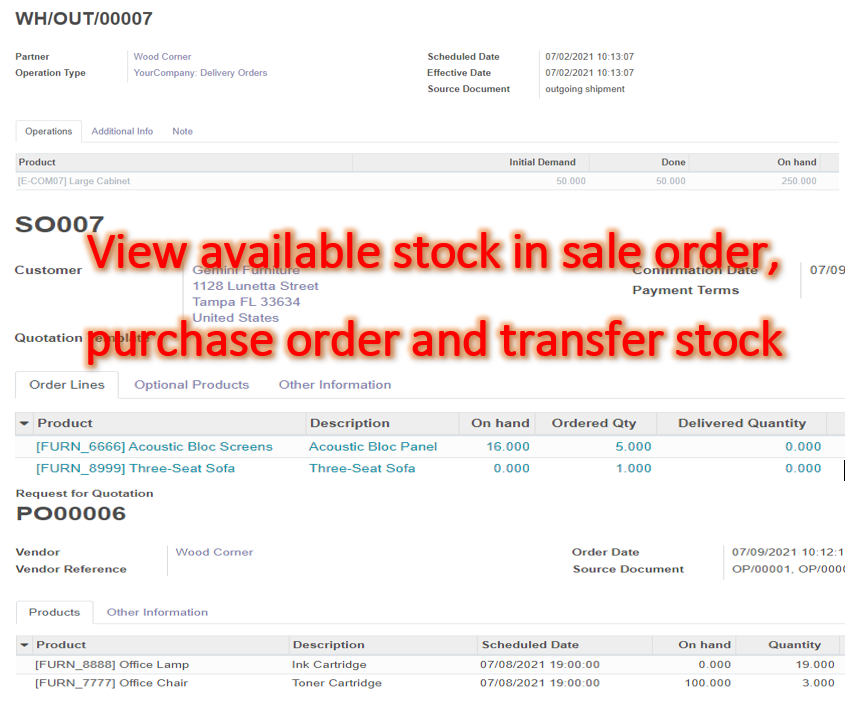 WH/OUT/00007
Partner Wood Corner Scheduled Date 07/02/2021 10:13:07
Operation Type YourCompany: Delivery Orders Effective Date 07/02/2021 10:13:07
Source Document outgoing shipment
Operations Additional Info Note
Product Initial Demand Done On hand
[E-COM07] Large Cabinet 50.000 50.000 250.000
SO007
View available stock in sale order,
Customer Gemini Furniture Confirmation Date 07/09
1128 Lunetta Street Payment Terms
Tampa FL 33634
United States
Quotation Template
purchase order and transfer stock
Order Lines Optional Products Other Information
Product Description On hand Ordered Qty Delivered Quantity
[FURN_6666] Acoustic Bloc Screens Acoustic Bloc Panel 16.000 5.000 0.000
[FURN_8999] Three-Seat Sofa Three-Seat Sofa 0.000 1.000 0.000
Request for Quotation
PO00006
Vendor Wood Corner Order Date 07/09/2021 10:12:1
Vendor Reference Source Document OP/00001, OP/000
Products Other Information
Product Description Scheduled Date On hand Quantity
[FURN_8888] Office Lamp Ink Cartridge 07/08/2021 19:00:00 0.000 19.000
[FURN_7777] Office Chair Toner Cartridge 07/08/2021 19:00:00 100.000 3.000